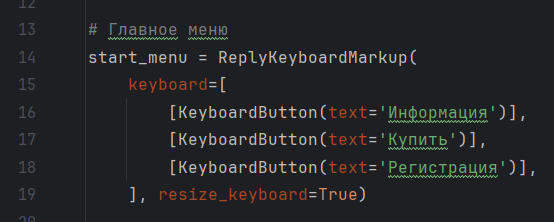 12
13 # Главное меню
14 start_menu = ReplyKeyboardMarkup(
15 keyboard=[
16 [KeyboardButton(text='Информация')],
17 [KeyboardButton(text='Купить')],
18 [KeyboardButton(text='Регистрация')],
19 ], resize_keyboard=True)